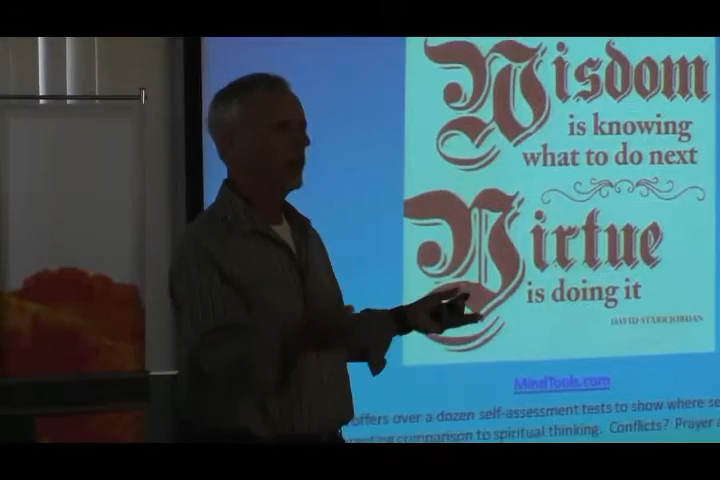 Wisdom
is knowing
what to do next
Virtue
is doing it
DAVID STARR JORDAN
MindTools.com
offers over a dozen self-assessment tests to show where
comparison to spiritual thinking. Conflicts? Prayer